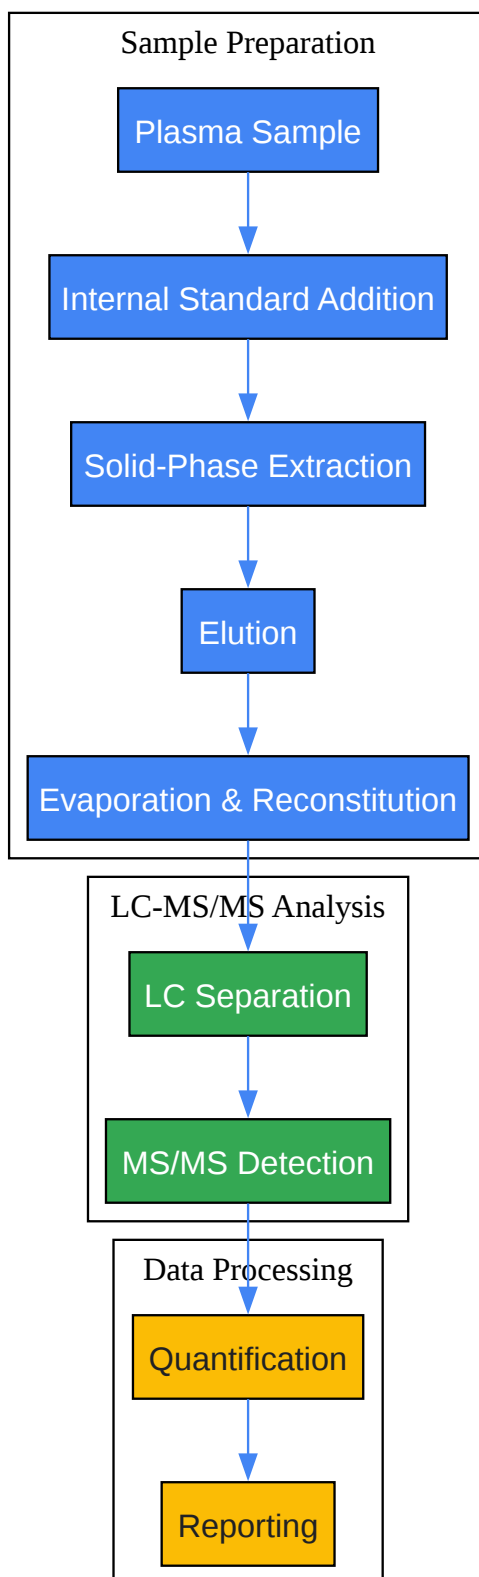 Sample Preparation
Plasma Sample
Internal Standard Addition
Solid-Phase Extraction
Elution
Evaporation & Reconstitution
LC-MS/MS Analysis
LC Separation
MS/MS Detection
Data Processing
Quantification
Reporting